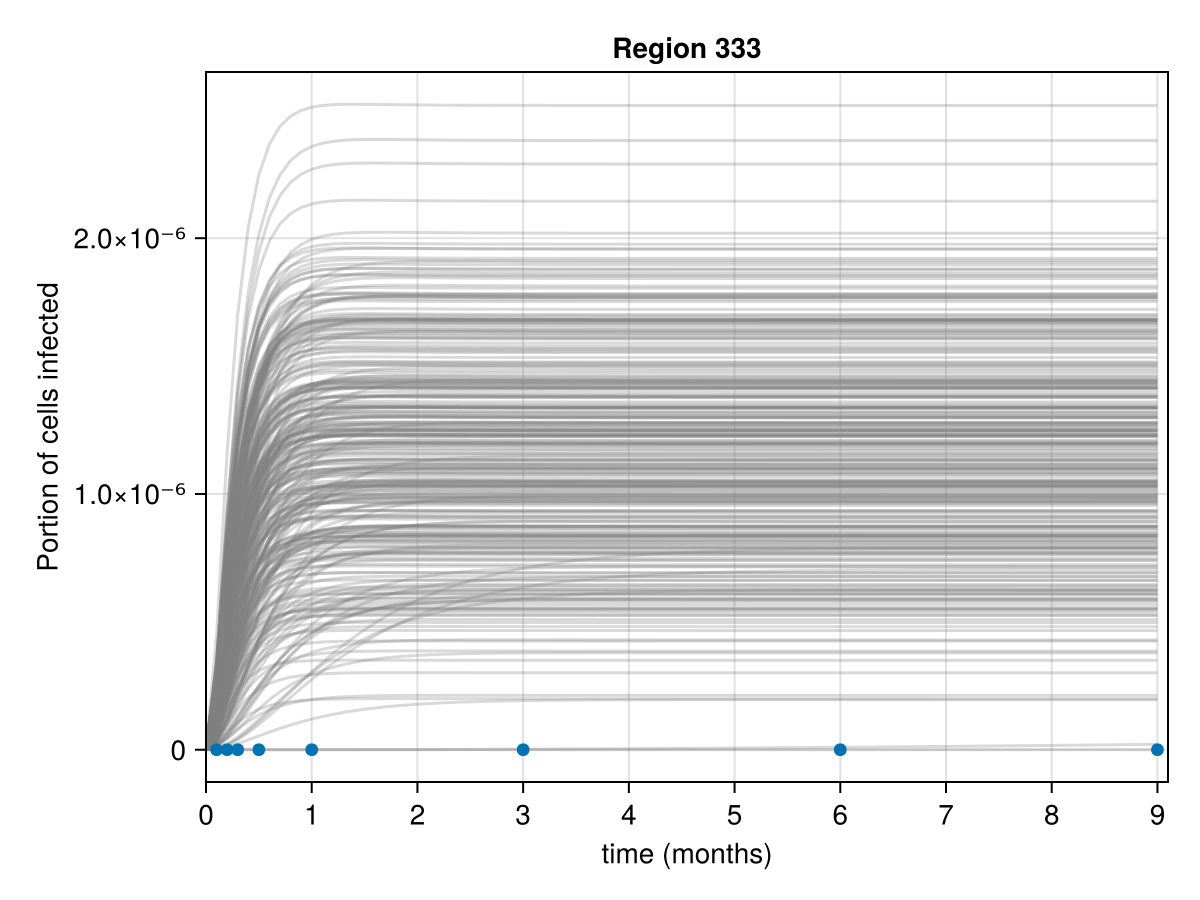 Region 333
Portion of cells infected
2.0×10⁻⁶
1.0×10⁻⁶
0
0 1 2 3 4 5 6 7 8 9
time (months)